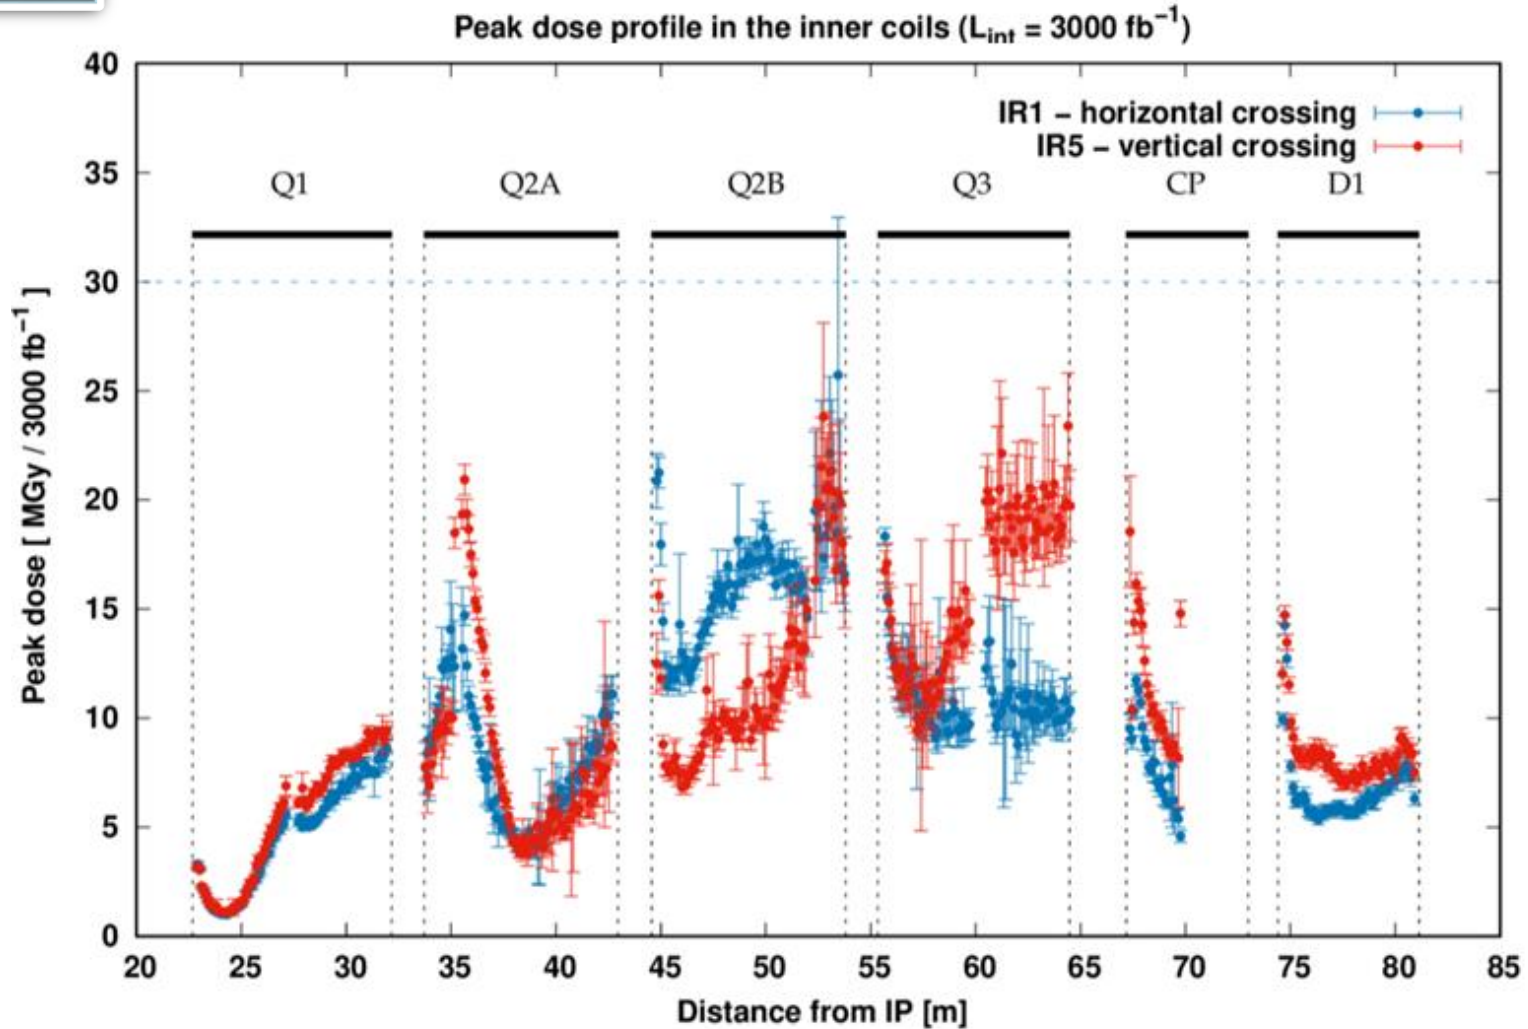 Peak dose profile in the inner coils (L_int = 3000 fb⁻¹)
40
35
30
25
20
15
10
5
0
Peak dose [ MGy / 3000 fb⁻¹ ]
IR1 – horizontal crossing
IR5 – vertical crossing
Q1 Q2A Q2B Q3 CP D1
20 25 30 35 40 45 50 55 60 65 70 75 80 85
Distance from IP [m]